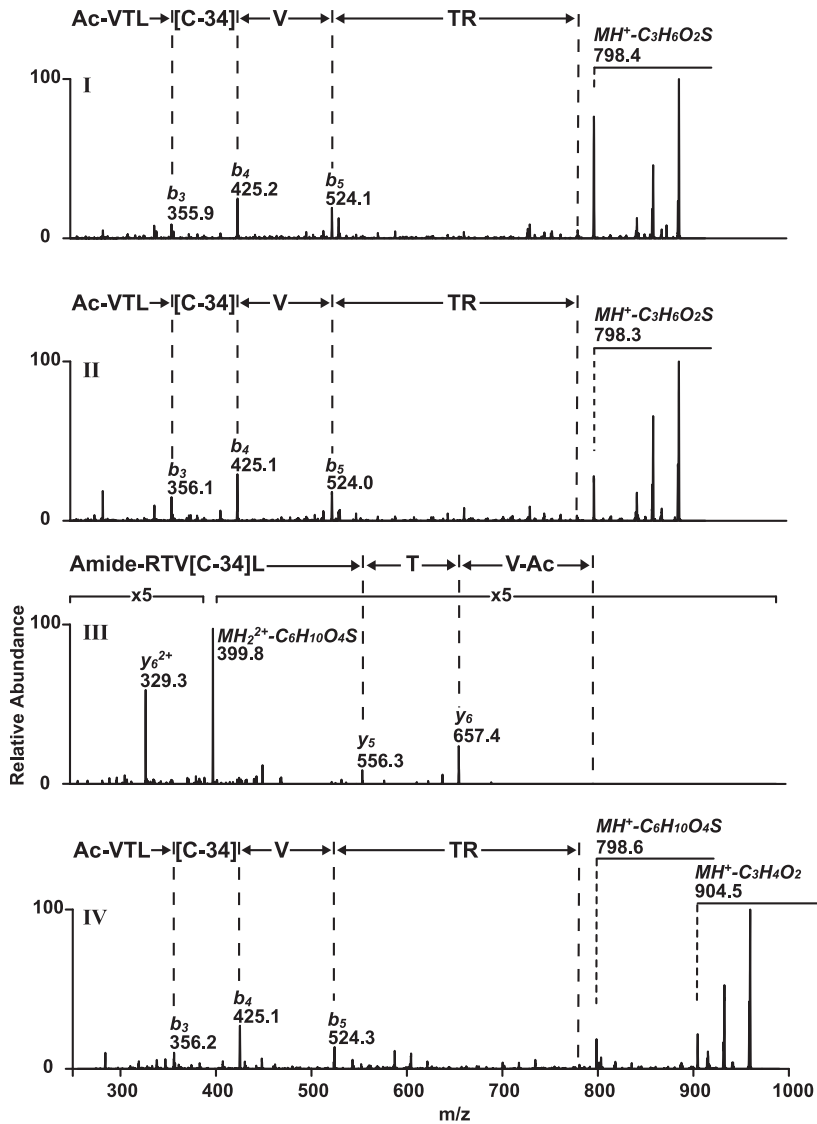 Ac-VTL [C-34] V TR
MH⁺-C₃H₆O₂S
798.4
100
I
b₃
355.9
b₄
425.2
b₅
524.1
0
Ac-VTL [C-34] V TR
MH⁺-C₃H₆O₂S
798.3
100
II
b₃
356.1
b₄
425.1
b₅
524.0
0
Amide-RTV[C-34]L T V-Ac
x5 x5
100
III
y₆²⁺
329.3
MH₂²⁺-C₆H₁₀O₄S
399.8
y₅
556.3
y₆
657.4
0
Relative Abundance
Ac-VTL [C-34] V TR
MH⁺-C₆H₁₀O₄S
798.6
MH⁺-C₃H₄O₂
904.5
100
IV
b₃
356.2
b₄
425.1
b₅
524.3
0
300 400 500 600 700 800 900 1000
m/z